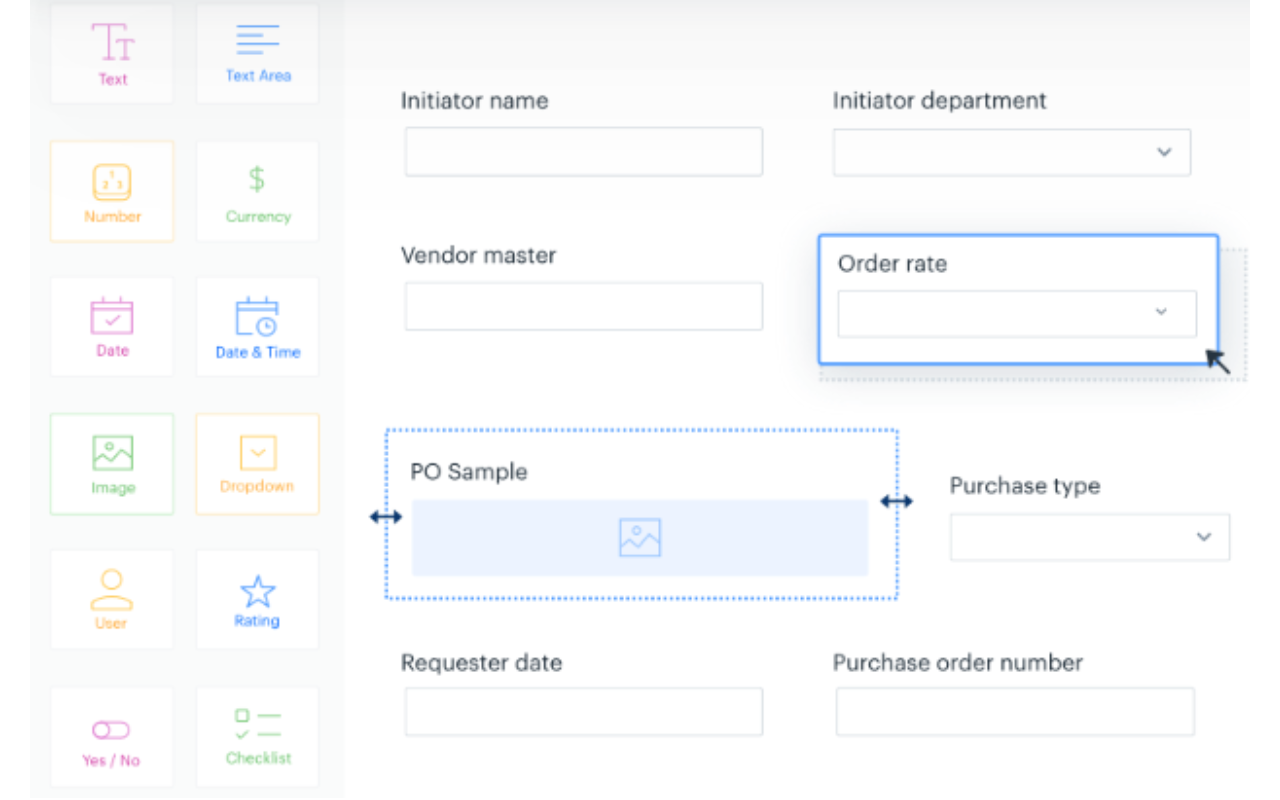 Text
Text Area
Number
Currency
Date
Date & Time
Image
Dropdown
User
Rating
Yes / No
Checklist
Initiator name
Initiator department
Vendor master
Order rate
PO Sample
Purchase type
Requester date
Purchase order number